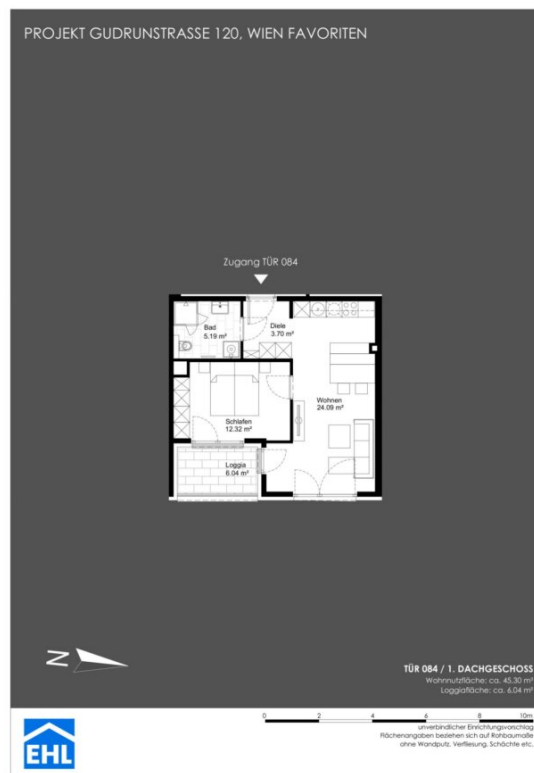 PROJEKT GUDRUNSTRASSE 120, WIEN FAVORITEN
Zugang TÜR 084
Bad
5.19 m²
Diele
3.70 m²
Wohnen
24.09 m²
Schlafen
12.32 m²
Loggia
6.04 m²
N
TÜR 084 / 1. DACHGESCHOSS
Wohnnutzfläche: ca. 45.30 m²
Loggiafläche: ca. 6.04 m²
0 2 4 6 8 10m
unverbindlicher Einrichtungsvorschlag
Flächenangaben beziehen sich auf Rohbaumaße
ohne Wandputz, Verfliesung, Schächte etc.
EHL